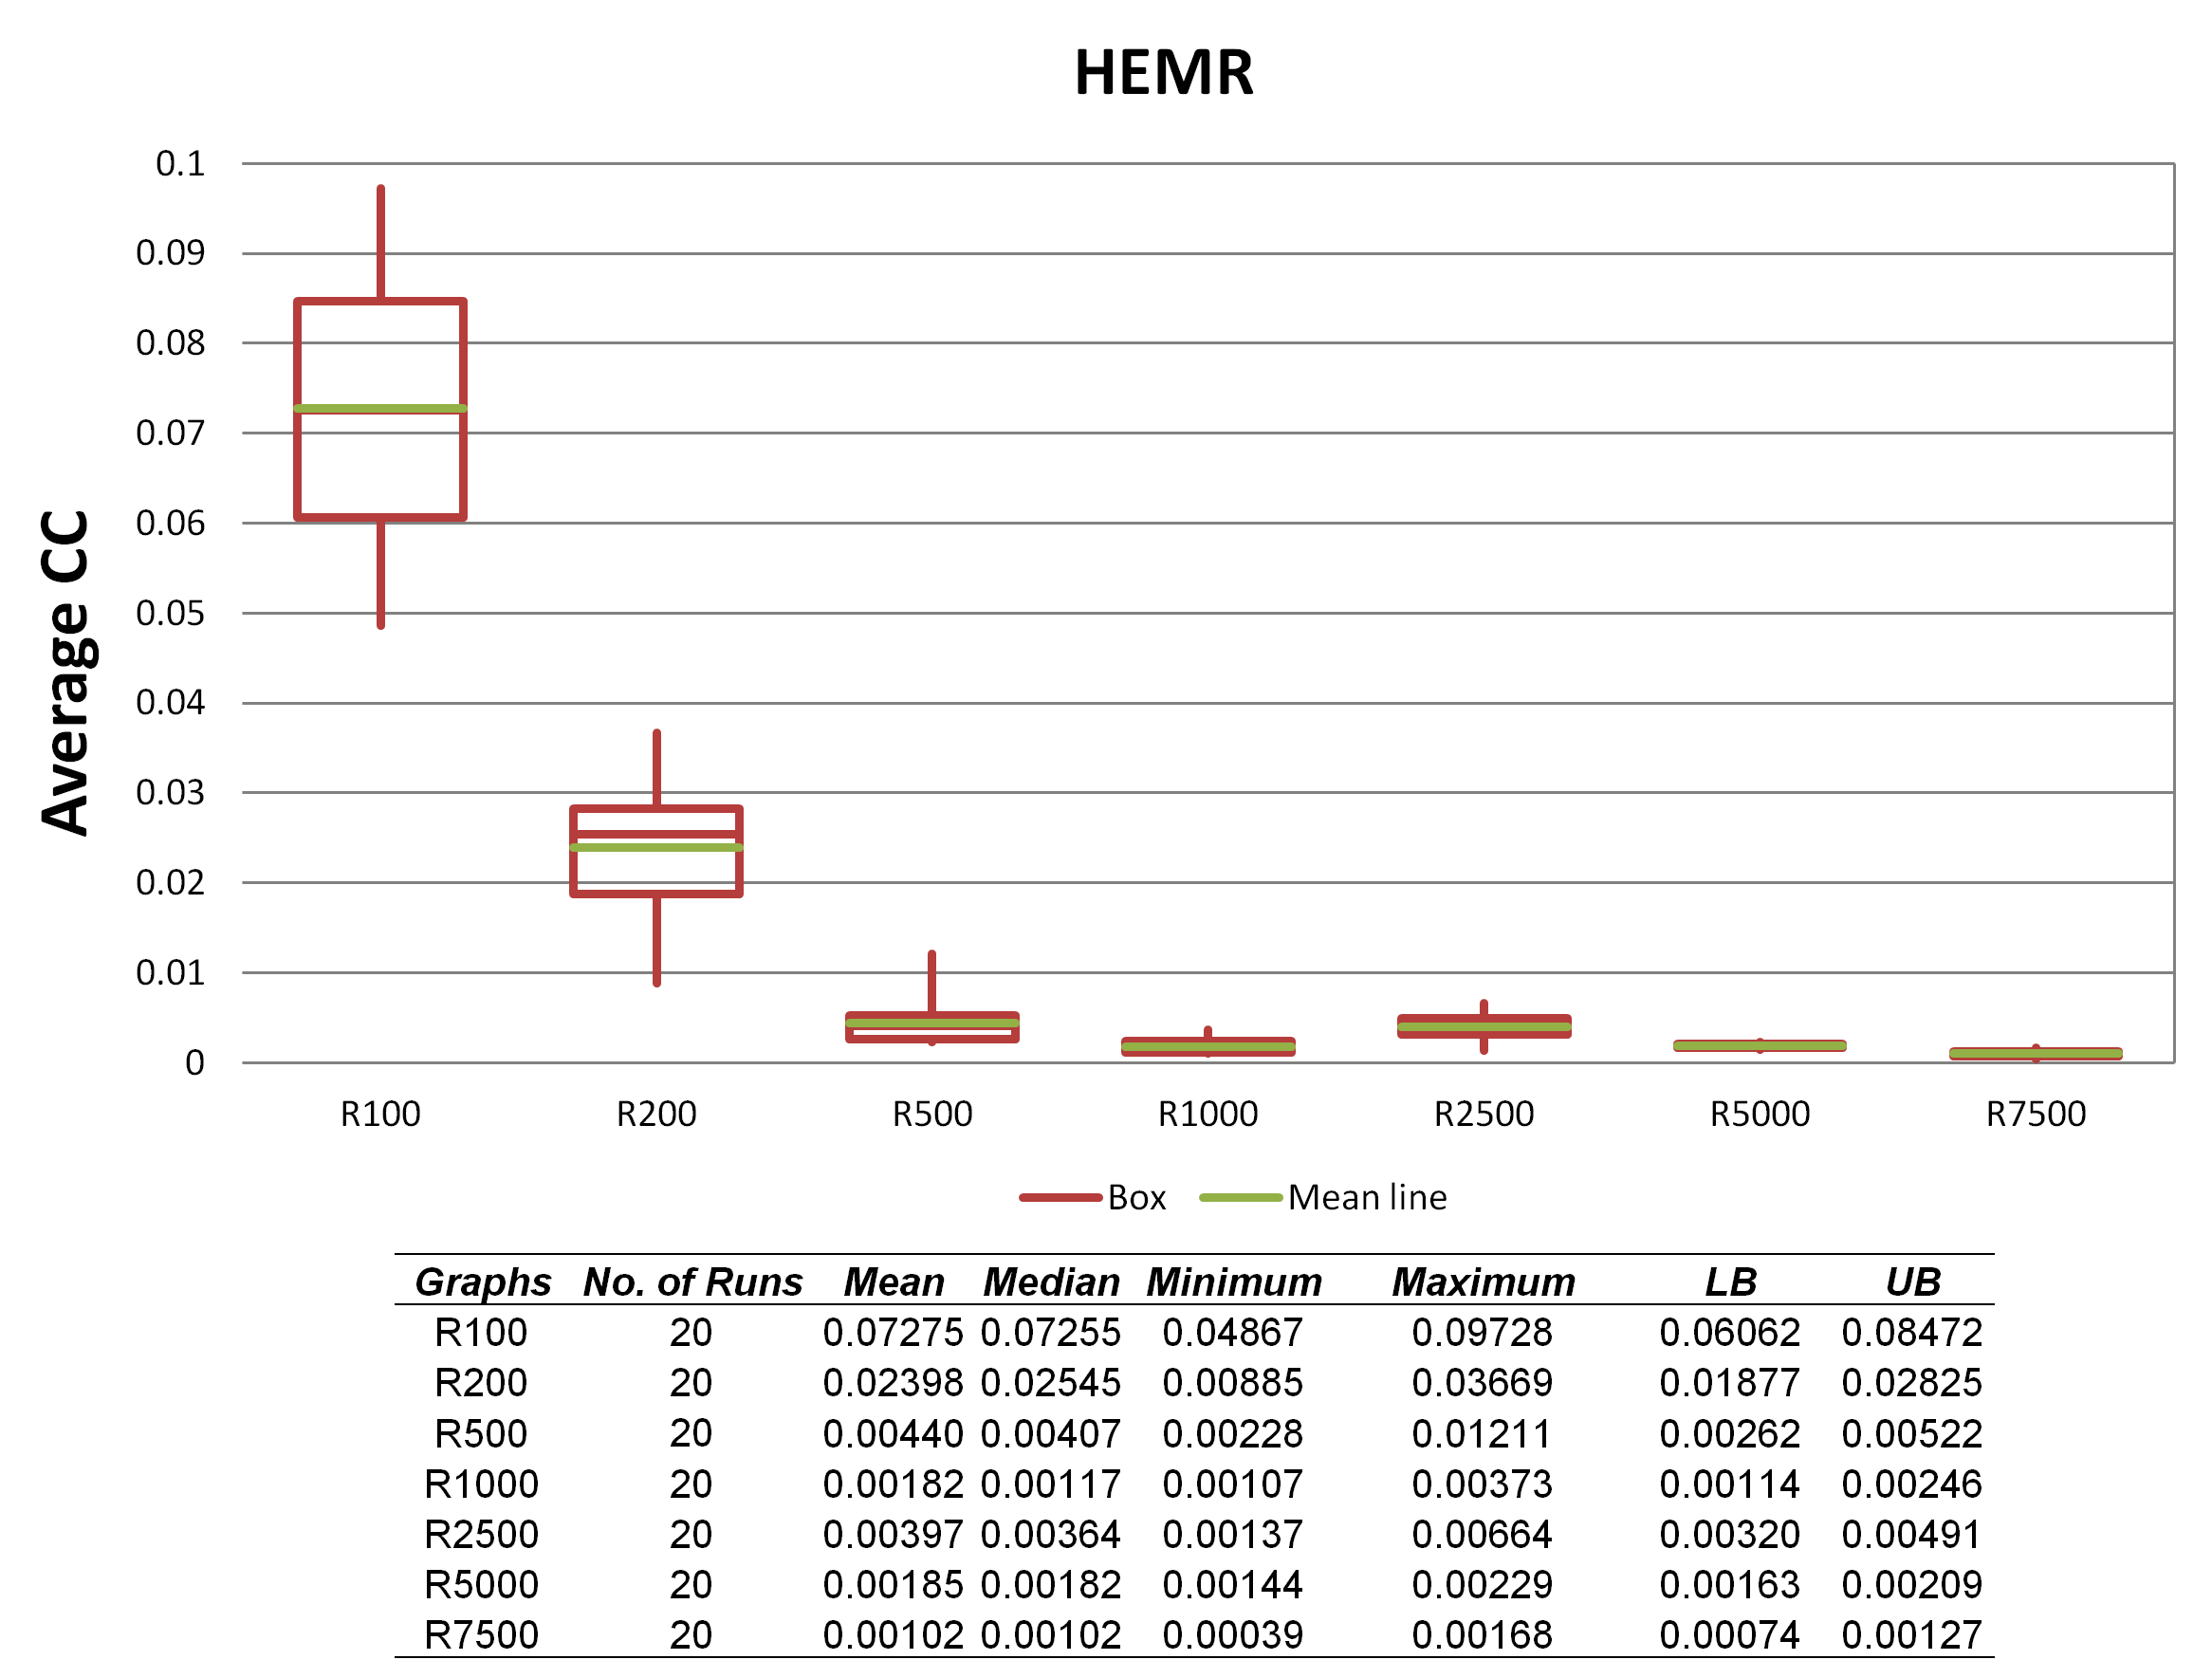 HEMR
Average CC
0.1
0.09
0.08
0.07
0.06
0.05
0.04
0.03
0.02
0.01
0
R100 R200 R500 R1000 R2500 R5000 R7500
Box Mean line
Graphs No. of Runs Mean Median Minimum Maximum LB UB
R100 20 0.07275 0.07255 0.04867 0.09728 0.06062 0.08472
R200 20 0.02398 0.02545 0.00885 0.03669 0.01877 0.02825
R500 20 0.00440 0.00407 0.00228 0.01211 0.00262 0.00522
R1000 20 0.00182 0.00117 0.00107 0.00373 0.00114 0.00246
R2500 20 0.00397 0.00364 0.00137 0.00664 0.00320 0.00491
R5000 20 0.00185 0.00182 0.00144 0.00229 0.00163 0.00209
R7500 20 0.00102 0.00102 0.00039 0.00168 0.00074 0.00127